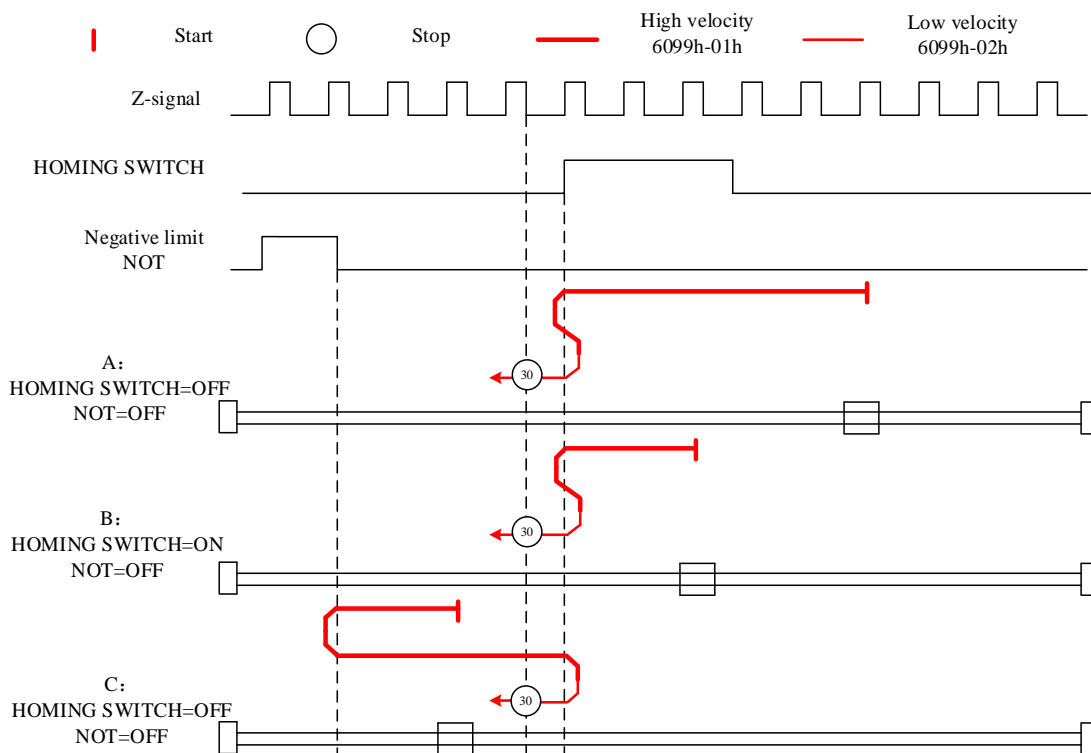 Start
Stop
High velocity
6099h-01h
Low velocity
6099h-02h
Z-signal
HOMING SWITCH
Negative limit
NOT
A：
HOMING SWITCH=OFF
NOT=OFF
30
B：
HOMING SWITCH=ON
NOT=OFF
30
C：
HOMING SWITCH=OFF
NOT=OFF
30